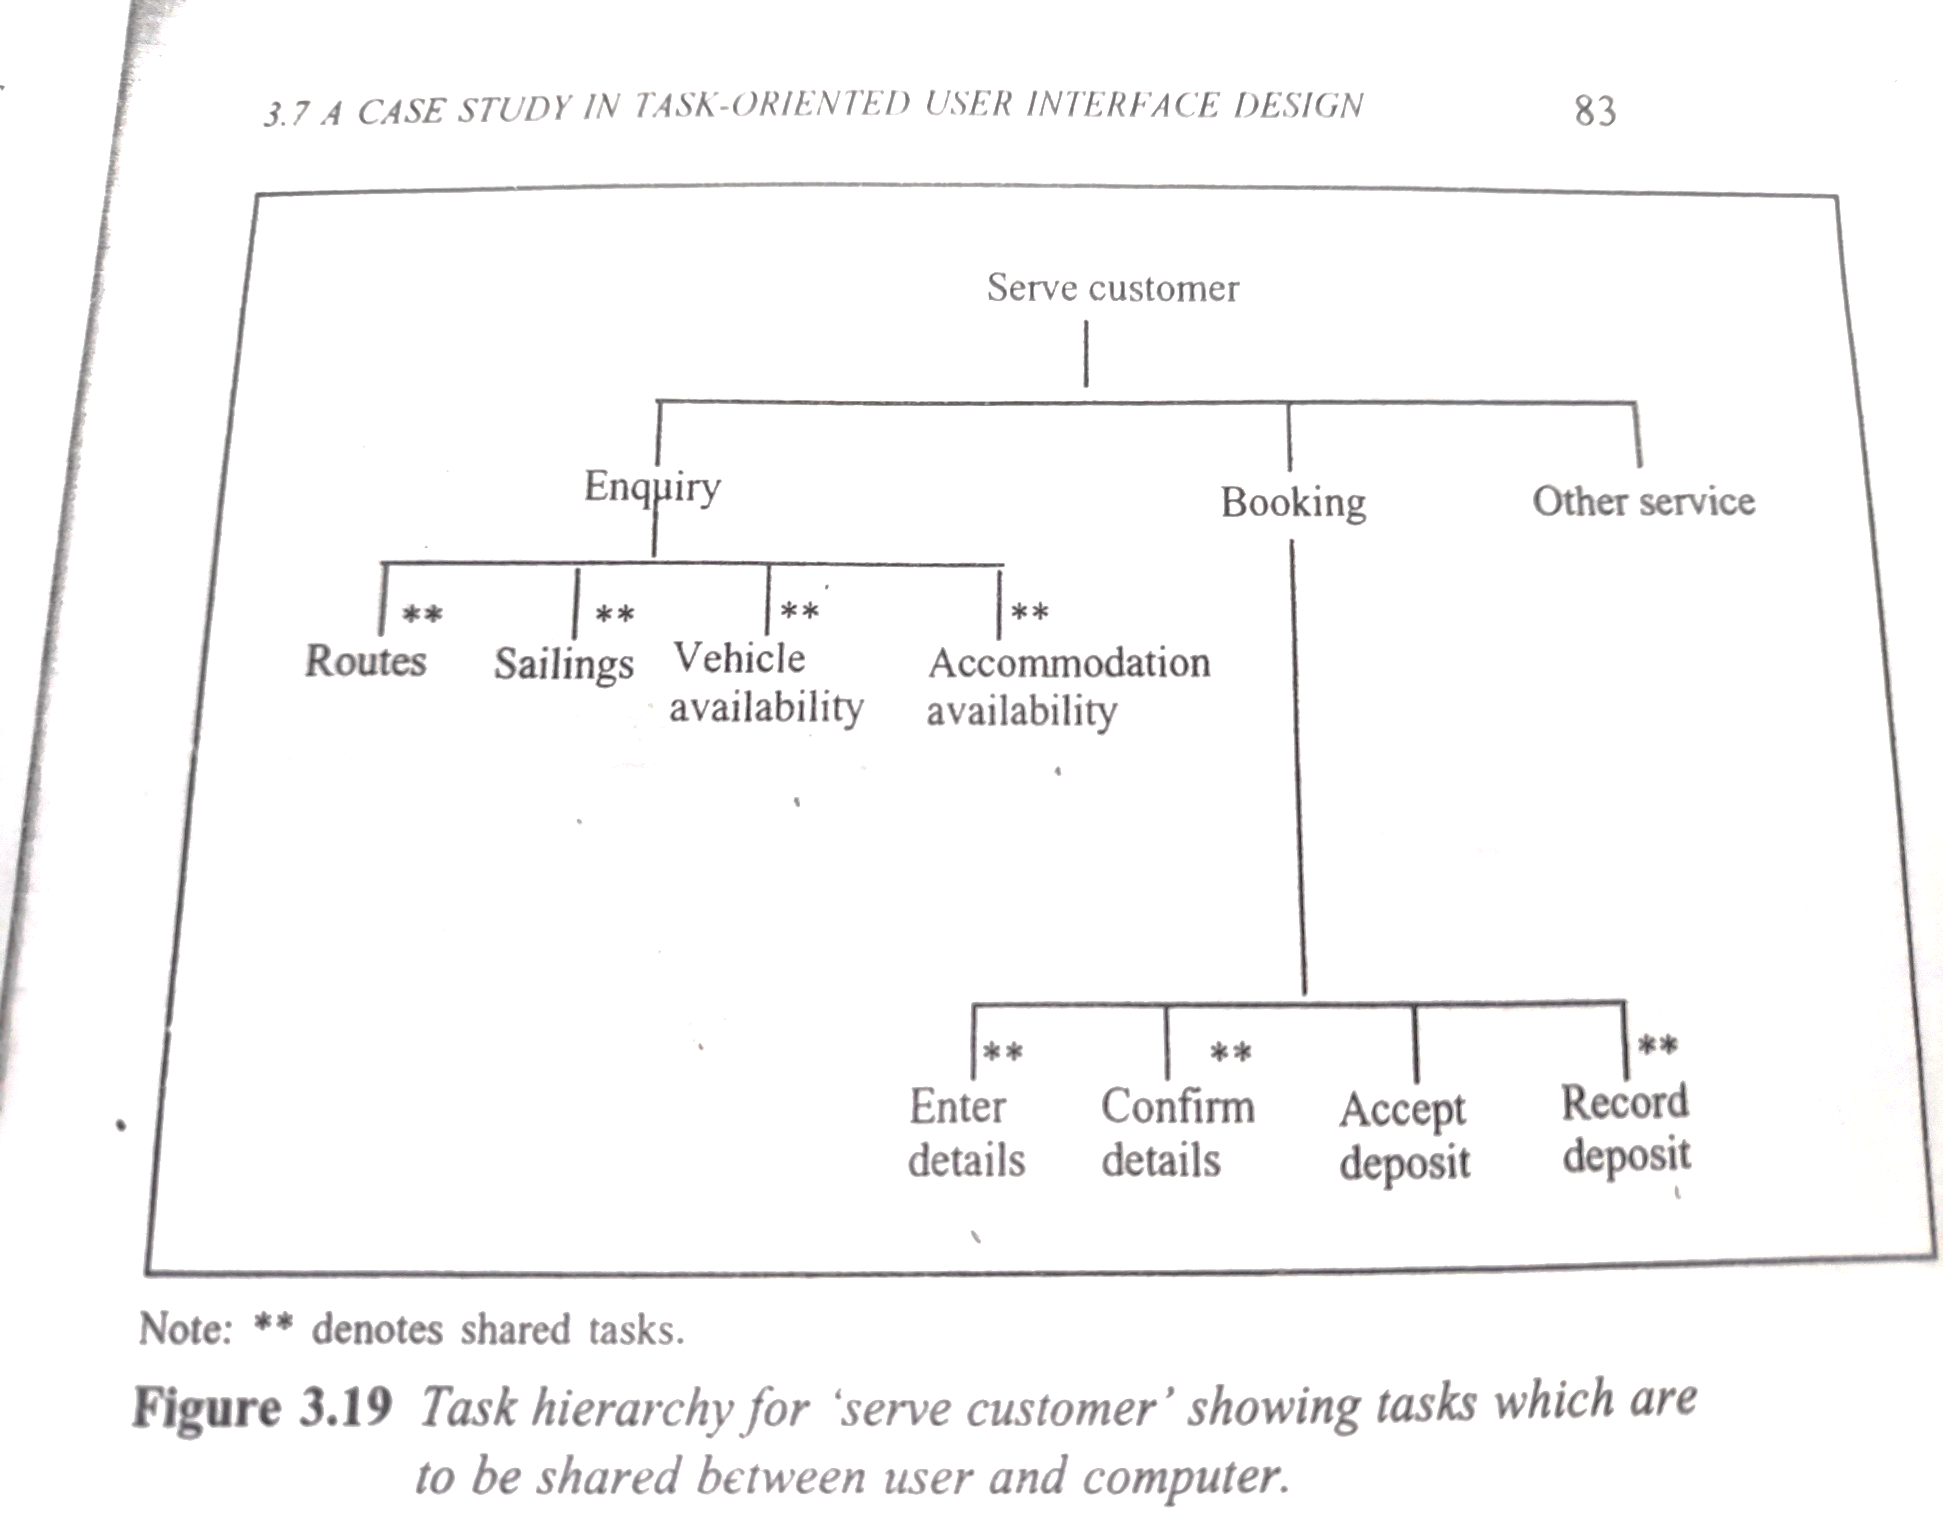 3.7 A CASE STUDY IN TASK-ORIENTED USER INTERFACE DESIGN 83
Serve customer
Enquiry Booking Other service
** ** ** **
Routes Sailings Vehicle availability Accommodation availability
** ** **
Enter details Confirm details Accept deposit Record deposit
Note: ** denotes shared tasks.
Figure 3.19 Task hierarchy for ‘serve customer’ showing tasks which are
to be shared between user and computer.